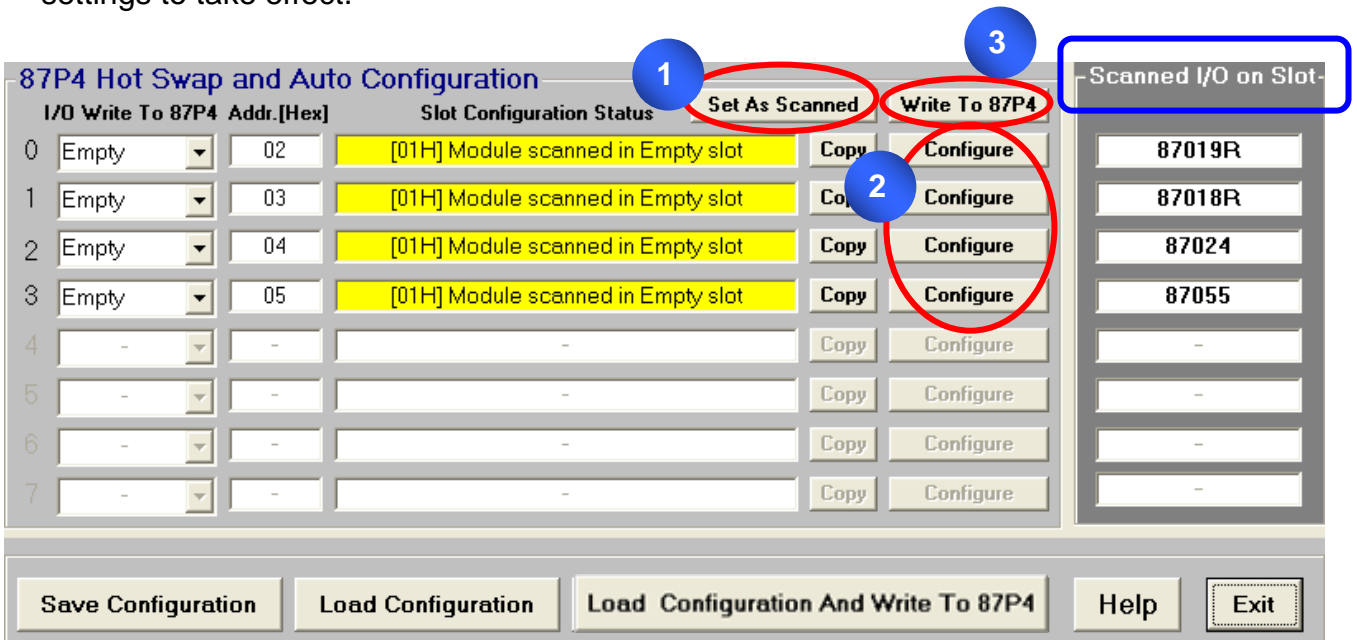 settings to take effect.
3
1
87P4 Hot Swap and Auto Configuration
Scanned I/O on Slot
I/O Write To 87P4 Addr.[Hex] Slot Configuration Status Set As Scanned Write To 87P4
0 Empty 02 [01H] Module scanned in Empty slot Copy Configure 87019R
2
1 Empty 03 [01H] Module scanned in Empty slot Configure 87018R
2 Empty 04 [01H] Module scanned in Empty slot Copy Configure 87024
3 Empty 05 [01H] Module scanned in Empty slot Copy Configure 87055
4 - - - Copy Configure -
5 - - - Copy Configure -
6 - - - Copy Configure -
7 - - - Copy Configure -
Save Configuration Load Configuration Load Configuration And Write To 87P4 Help Exit